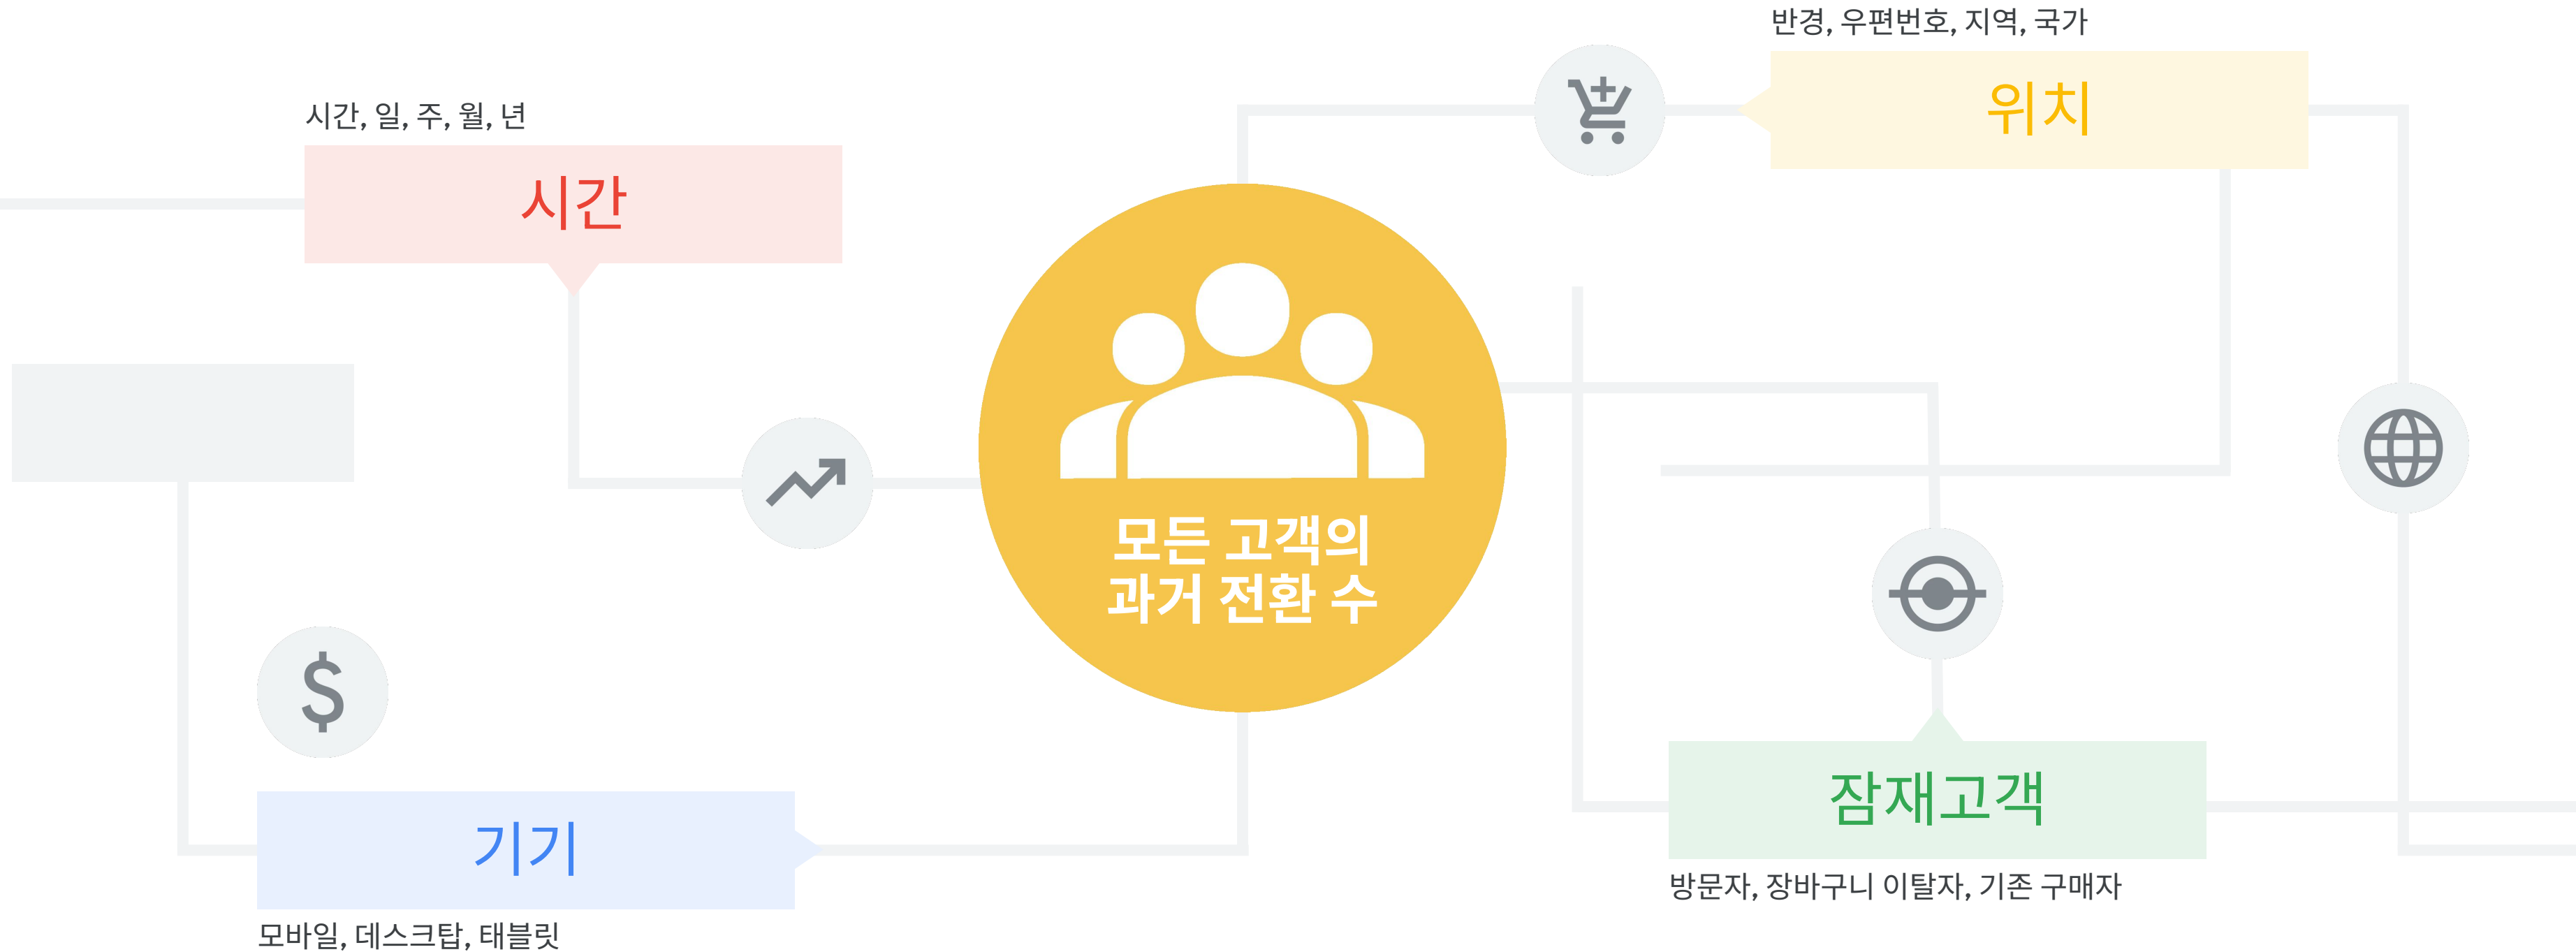 시간, 일, 주, 월, 년
시간
반경, 우편번호, 지역, 국가
위치
모든 고객의
과거 전환 수
$
기기
모바일, 데스크탑, 태블릿
잠재고객
방문자, 장바구니 이탈자, 기존 구매자